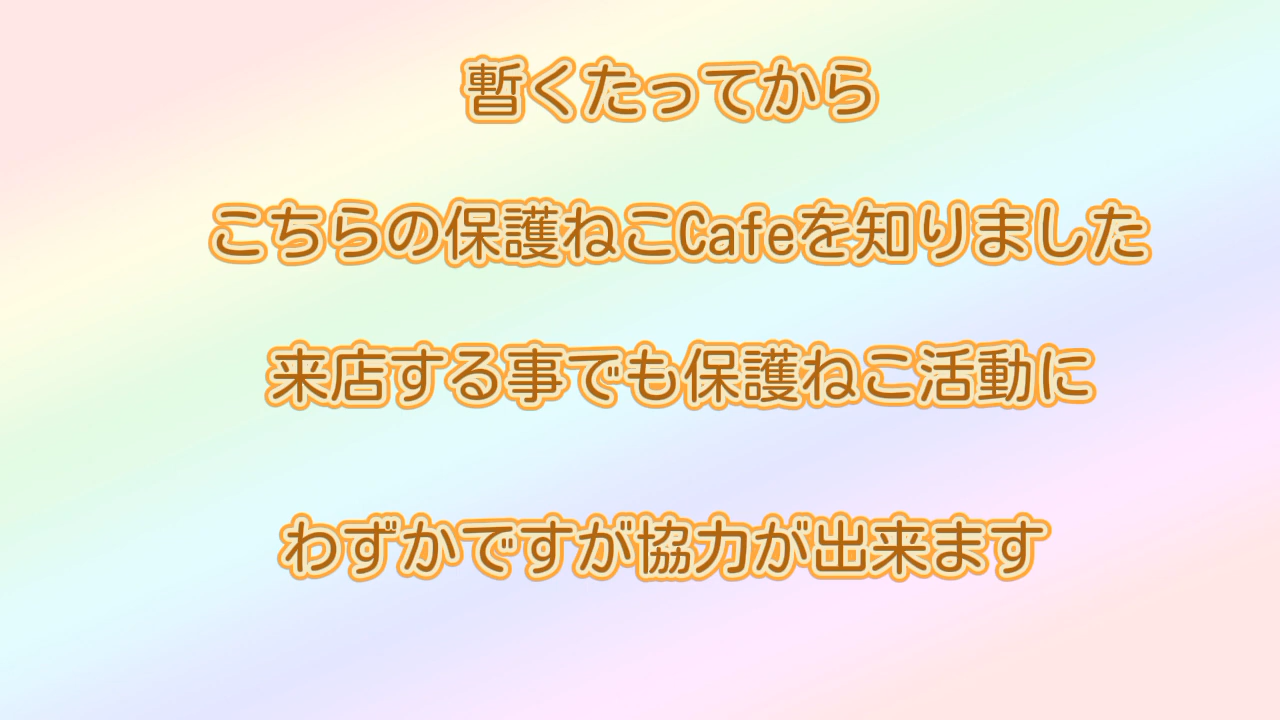 暫くたってから
こちらの保護ねこCafeを知りました
来店する事でも保護ねこ活動に
わずかですが協力が出来ます